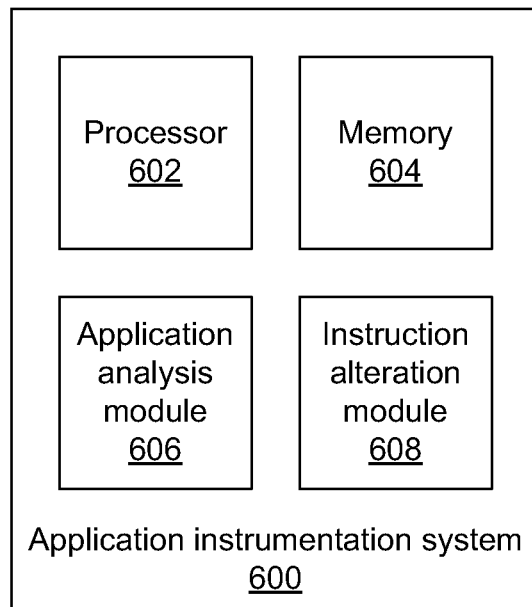 Processor
602
Memory
604
Application
analysis
module
606
Instruction
alteration
module
608
Application instrumentation system
600